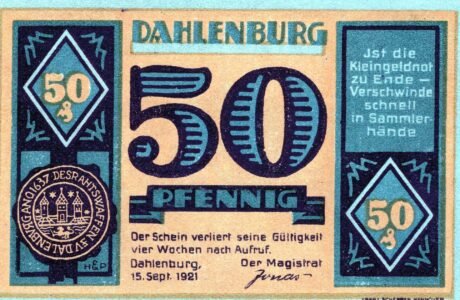 DAHLENBURG
50
₰
Jst die
Kleingeldnot
zu Ende —
Verschwinde
schnell
in Sammler-
hände
50
PFENNIG
50
₰
H&P
Der Schein verliert seine Gültigkeit
vier Wochen nach Aufruf.
Dahlenburg, Der Magistrat
15. Sept. 1921 Jonas